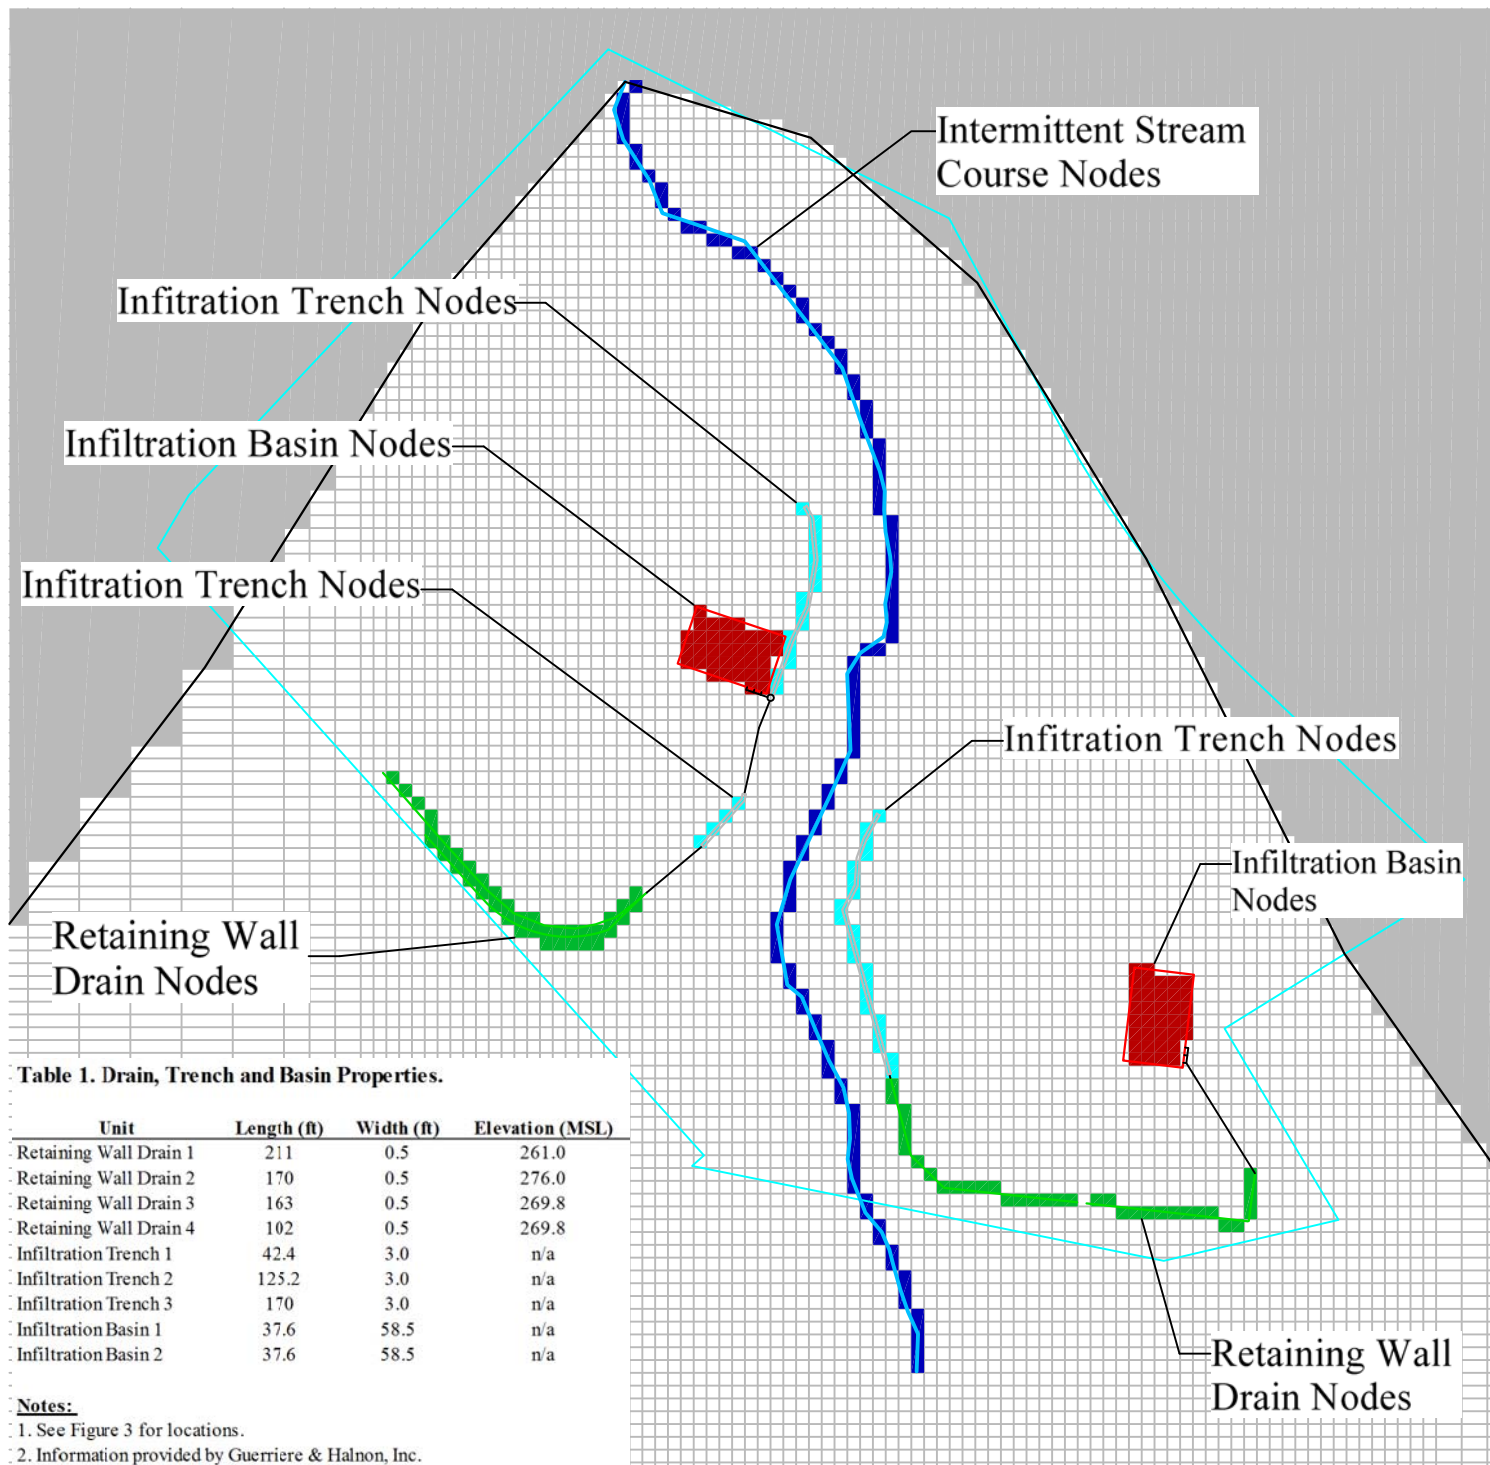 Intermittent Stream
Course Nodes
Infitration Trench Nodes
Infiltration Basin Nodes
Infitration Trench Nodes
Infitration Trench Nodes
Infiltration Basin
Nodes
Retaining Wall
Drain Nodes
Table 1. Drain, Trench and Basin Properties.
Unit Length (ft) Width (ft) Elevation (MSL)
Retaining Wall Drain 1 211 0.5 261.0
Retaining Wall Drain 2 170 0.5 276.0
Retaining Wall Drain 3 163 0.5 269.8
Retaining Wall Drain 4 102 0.5 269.8
Infiltration Trench 1 42.4 3.0 n/a
Infiltration Trench 2 125.2 3.0 n/a
Infiltration Trench 3 170 3.0 n/a
Infiltration Basin 1 37.6 58.5 n/a
Infiltration Basin 2 37.6 58.5 n/a
Notes:
1. See Figure 3 for locations.
2. Information provided by Guerriere & Halnon, Inc.
Retaining Wall
Drain Nodes